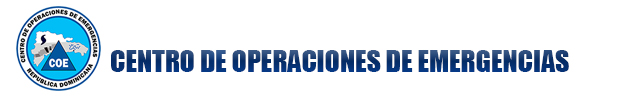 CENTRO DE OPERACIONES DE EMERGENCIAS
COE
REPUBLICA DOMINICANA
CENTRO DE OPERACIONES DE EMERGENCIAS